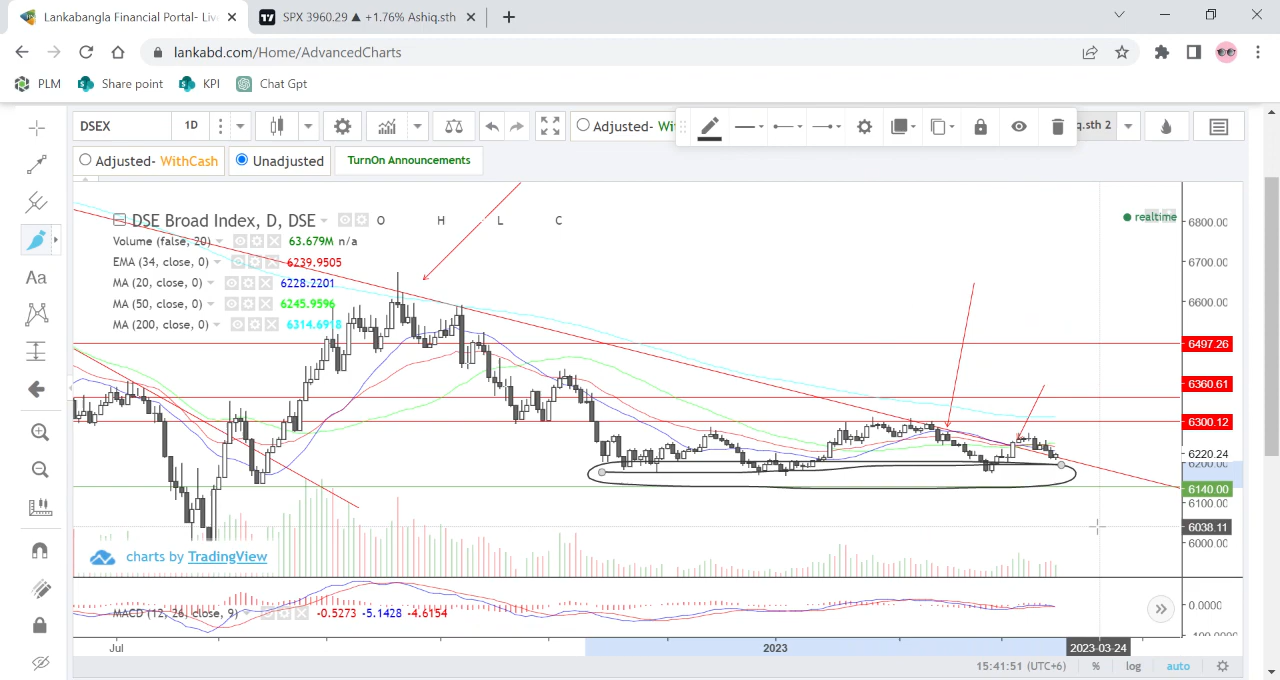 Lankabangla Financial Portal- Liv
SPX 3960.29 ▲ +1.76% Ashiq.sth
lankabd.com/Home/AdvancedCharts
PLM Share point KPI Chat Gpt
DSEX 1D Adjusted- Wi q.sth 2
Adjusted- WithCash Unadjusted TurnOn Announcements
DSE Broad Index, D, DSE O H L C realtime
Volume (false, 20) 63.679M n/a
EMA (34, close, 0) 6239.9505
MA (20, close, 0) 6228.2201
MA (50, close, 0) 6245.9596
MA (200, close, 0) 6314.6918
Aa
6800.00
6700.00
6600.00
6497.26
6360.61
6300.12
6220.24
6200.00
6140.00
6100.00
6038.11
6000.00
charts by TradingView
MACD (12, 26, close, 9) -0.5273 -5.1428 -4.6154
0.0000
-100.0000
Jul 2023 2023-03-24
15:41:51 (UTC+6) % log auto